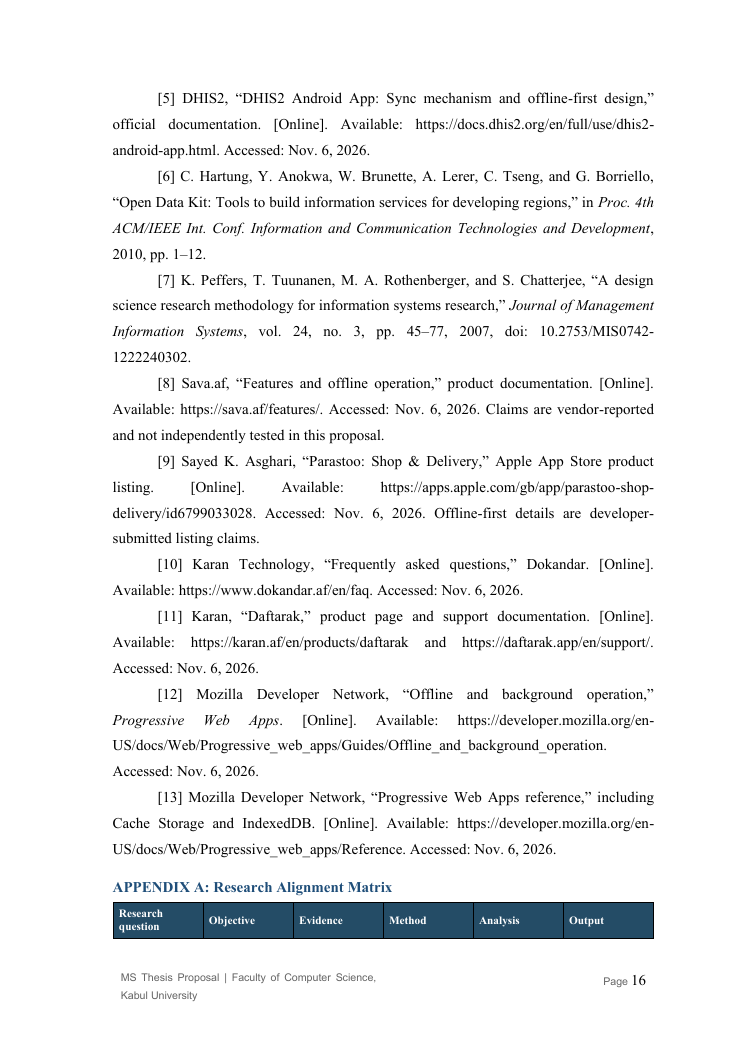 [5] DHIS2, “DHIS2 Android App: Sync mechanism and offline-first design,”
official documentation. [Online]. Available: https://docs.dhis2.org/en/full/use/dhis2-
android-app.html. Accessed: Nov. 6, 2026.
[6] C. Hartung, Y. Anokwa, W. Brunette, A. Lerer, C. Tseng, and G. Borriello,
“Open Data Kit: Tools to build information services for developing regions,” in Proc. 4th
ACM/IEEE Int. Conf. Information and Communication Technologies and Development,
2010, pp. 1–12.
[7] K. Peffers, T. Tuunanen, M. A. Rothenberger, and S. Chatterjee, “A design
science research methodology for information systems research,” Journal of Management
Information Systems, vol. 24, no. 3, pp. 45–77, 2007, doi: 10.2753/MIS0742-
1222240302.
[8] Sava.af, “Features and offline operation,” product documentation. [Online].
Available: https://sava.af/features/. Accessed: Nov. 6, 2026. Claims are vendor-reported
and not independently tested in this proposal.
[9] Sayed K. Asghari, “Parastoo: Shop & Delivery,” Apple App Store product
listing. [Online]. Available: https://apps.apple.com/gb/app/parastoo-shop-
delivery/id6799033028. Accessed: Nov. 6, 2026. Offline-first details are developer-
submitted listing claims.
[10] Karan Technology, “Frequently asked questions,” Dokandar. [Online].
Available: https://www.dokandar.af/en/faq. Accessed: Nov. 6, 2026.
[11] Karan, “Daftarak,” product page and support documentation. [Online].
Available: https://karan.af/en/products/daftarak and https://daftarak.app/en/support/.
Accessed: Nov. 6, 2026.
[12] Mozilla Developer Network, “Offline and background operation,”
Progressive Web Apps. [Online]. Available: https://developer.mozilla.org/en-
US/docs/Web/Progressive_web_apps/Guides/Offline_and_background_operation.
Accessed: Nov. 6, 2026.
[13] Mozilla Developer Network, “Progressive Web Apps reference,” including
Cache Storage and IndexedDB. [Online]. Available: https://developer.mozilla.org/en-
US/docs/Web/Progressive_web_apps/Reference. Accessed: Nov. 6, 2026.
APPENDIX A: Research Alignment Matrix
Research question Objective Evidence Method Analysis Output
MS Thesis Proposal | Faculty of Computer Science,
Kabul University
Page 16